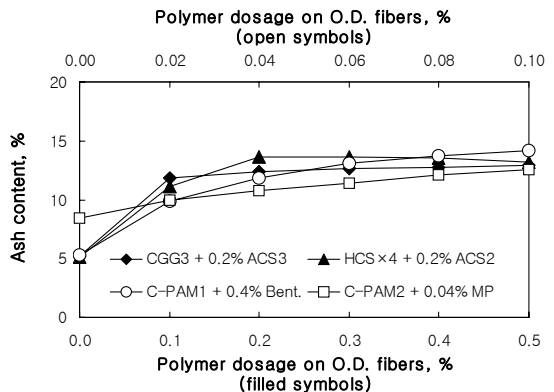 Polymer dosage on O.D. fibers, %
(open symbols)
0.00 0.02 0.04 0.06 0.08 0.10
20
15
10
5
0
Ash content, %
CGG3 + 0.2% ACS3 HCS×4 + 0.2% ACS2
C-PAM1 + 0.4% Bent. C-PAM2 + 0.04% MP
0.0 0.1 0.2 0.3 0.4 0.5
Polymer dosage on O.D. fibers, %
(filled symbols)